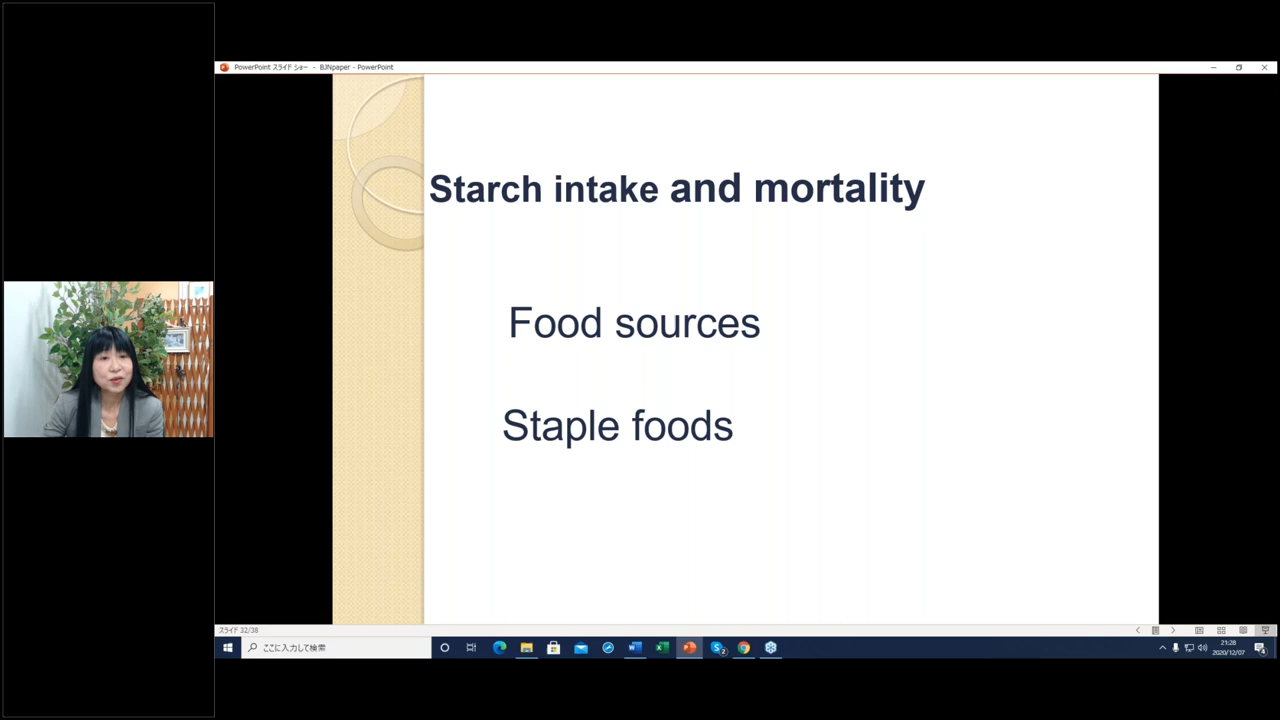 PowerPoint スライド ショー - BJNpaper - PowerPoint
Starch intake and mortality
Food sources
Staple foods
スライド 32/38
ここに入力して検索
21:28
2020/12/07